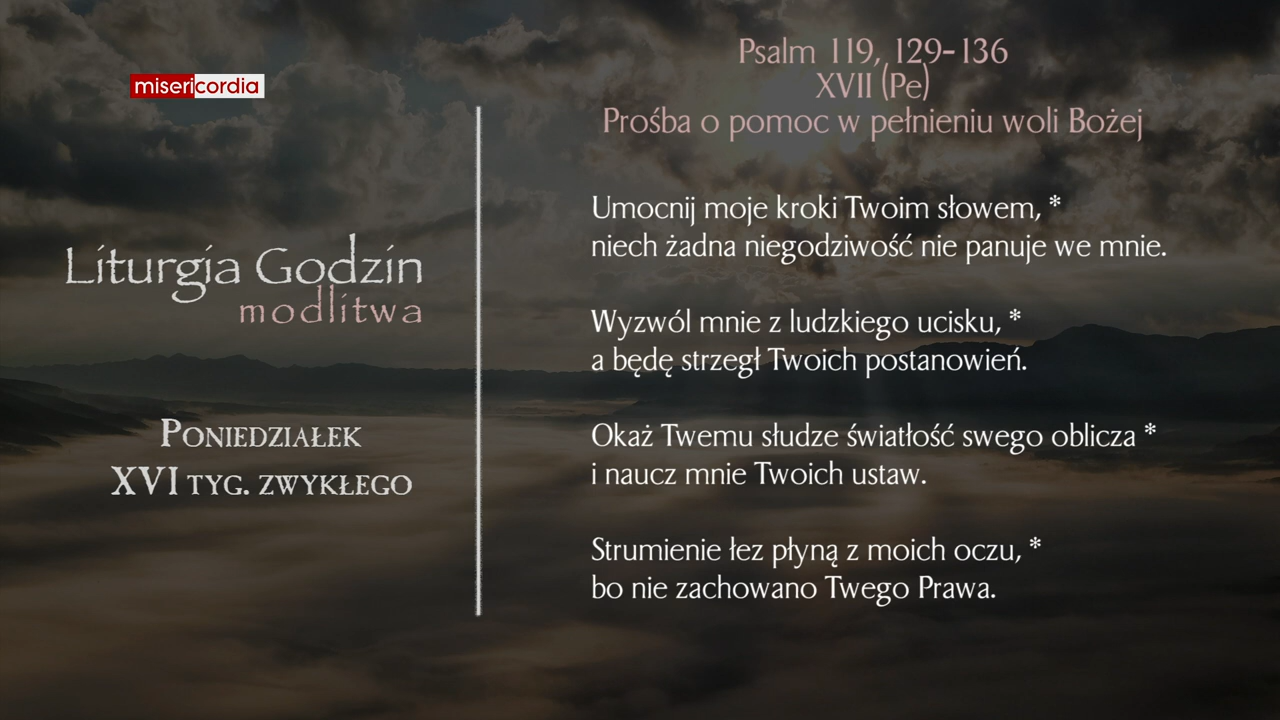 misericordia
Liturgia Godzin
modlitwa
Poniedziałek
XVI tyg. zwykłego
Psalm 119, 129-136
XVII (Pe)
Prośba o pomoc w pełnieniu woli Bożej
Umocnij moje kroki Twoim słowem, *
niech żadna niegodziwość nie panuje we mnie.
Wyzwól mnie z ludzkiego ucisku, *
a będę strzegł Twoich postanowień.
Okaż Twemu słudze światłość swego oblicza *
i naucz mnie Twoich ustaw.
Strumienie łez płyną z moich oczu, *
bo nie zachowano Twego Prawa.